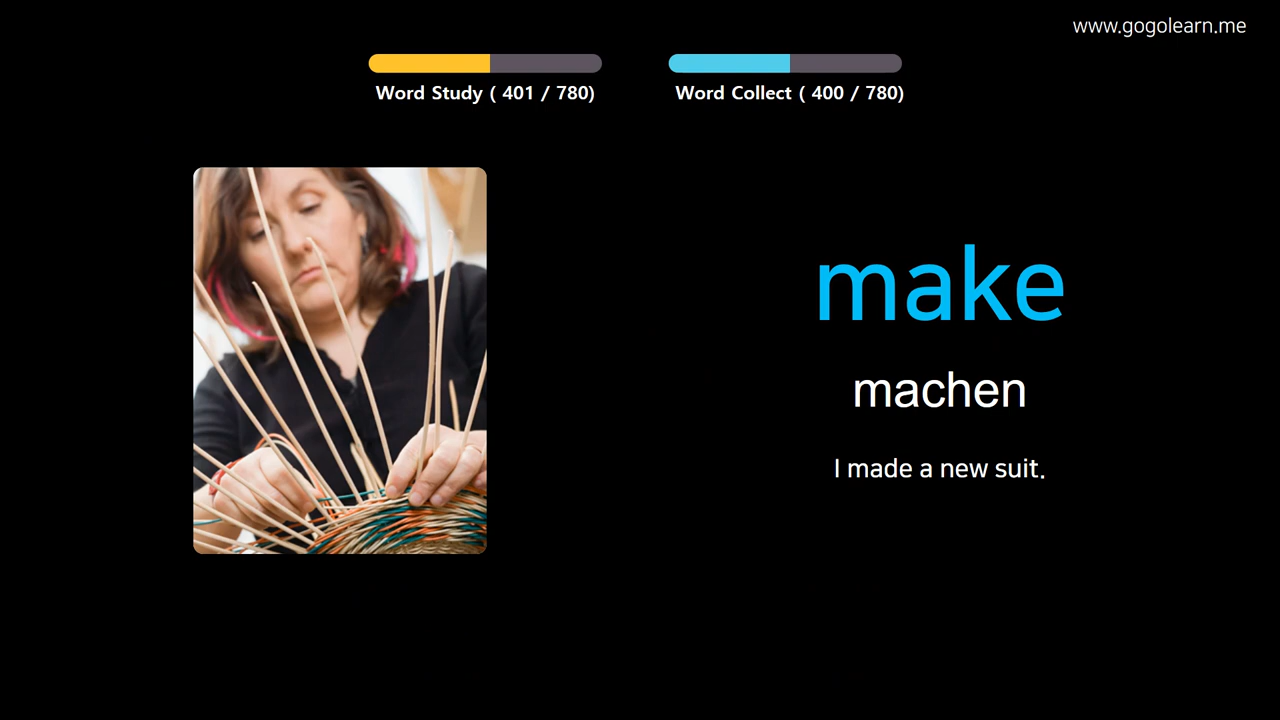 www.gogolearn.me
Word Study ( 401 / 780)
Word Collect ( 400 / 780)
make
machen
I made a new suit.